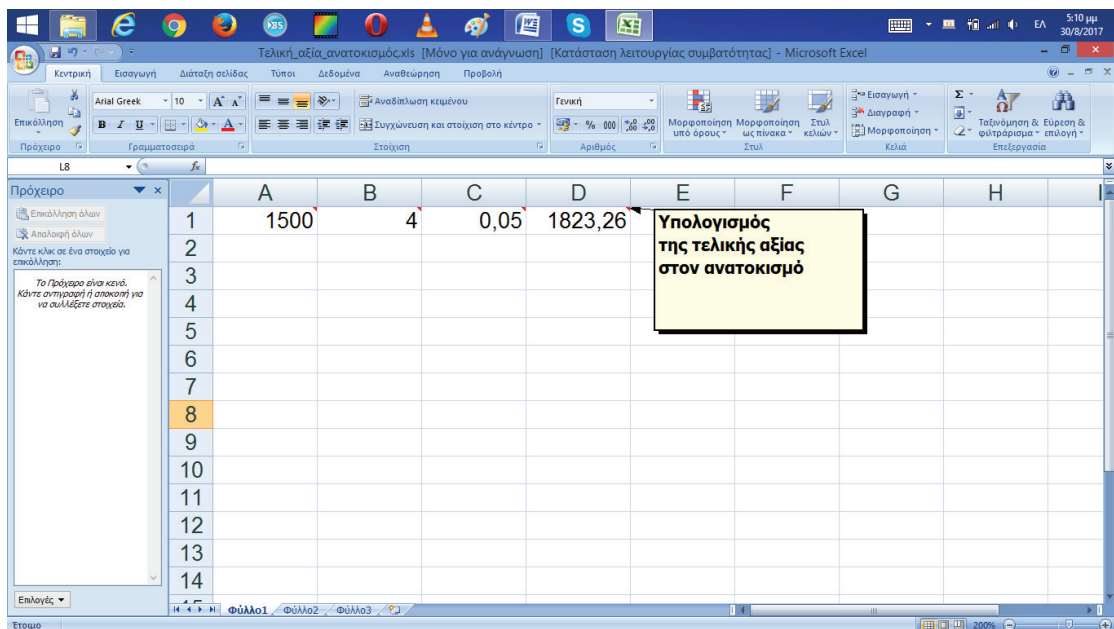 5:10 μμ
ΕΛ
30/8/2017
Τελική_αξία_ανατοκισμός.xls [Μόνο για ανάγνωση] [Κατάσταση λειτουργίας συμβατότητας] - Microsoft Excel
Κεντρική Εισαγωγή Διάταξη σελίδας Τύποι Δεδομένα Αναθεώρηση Προβολή
Επικόλληση
Arial Greek 10
Αναδίπλωση κειμένου
Γενική
B I U
Συγχώνευση και στοίχιση στο κέντρο
% 000
Μορφοποίηση υπό όρους
Μορφοποίηση ως πίνακα
Στυλ κελιών
Εισαγωγή
Διαγραφή
Μορφοποίηση
Ταξινόμηση & φιλτράρισμα
Εύρεση & επιλογή
Πρόχειρο Γραμματοσειρά Στοίχιση Αριθμός Στυλ Κελιά Επεξεργασία
L8 fx
Πρόχειρο
Επικόλληση όλων
Απαλοιφή όλων
Κάντε κλικ σε ένα στοιχείο για
επικόλληση:
Το Πρόχειρο είναι κενό.
Κάντε αντιγραφή ή αποκοπή για
να συλλέξετε στοιχεία.
Επιλογές
A B C D E F G H I
1 1500 4 0,05 1823,26
Υπολογισμός
της τελικής αξίας
στον ανατοκισμό
2
3
4
5
6
7
8
9
10
11
12
13
14
Φύλλο1 Φύλλο2 Φύλλο3
Έτοιμο 200%